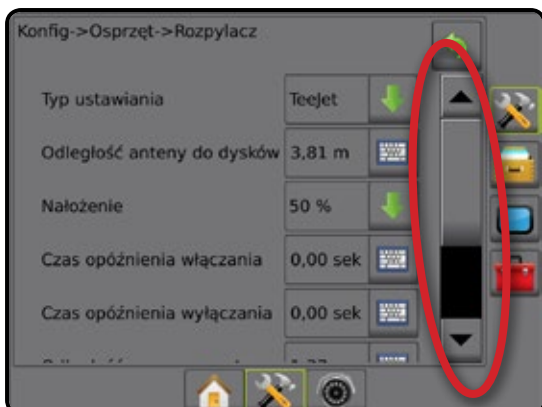 Konfig->Osprzęt->Rozpylacz
Typ ustawiania TeeJet
Odległość anteny do dysków 3,81 m
Nałożenie 50 %
Czas opóźnienia włączania 0,00 sek
Czas opóźnienia wyłączania 0,00 sek